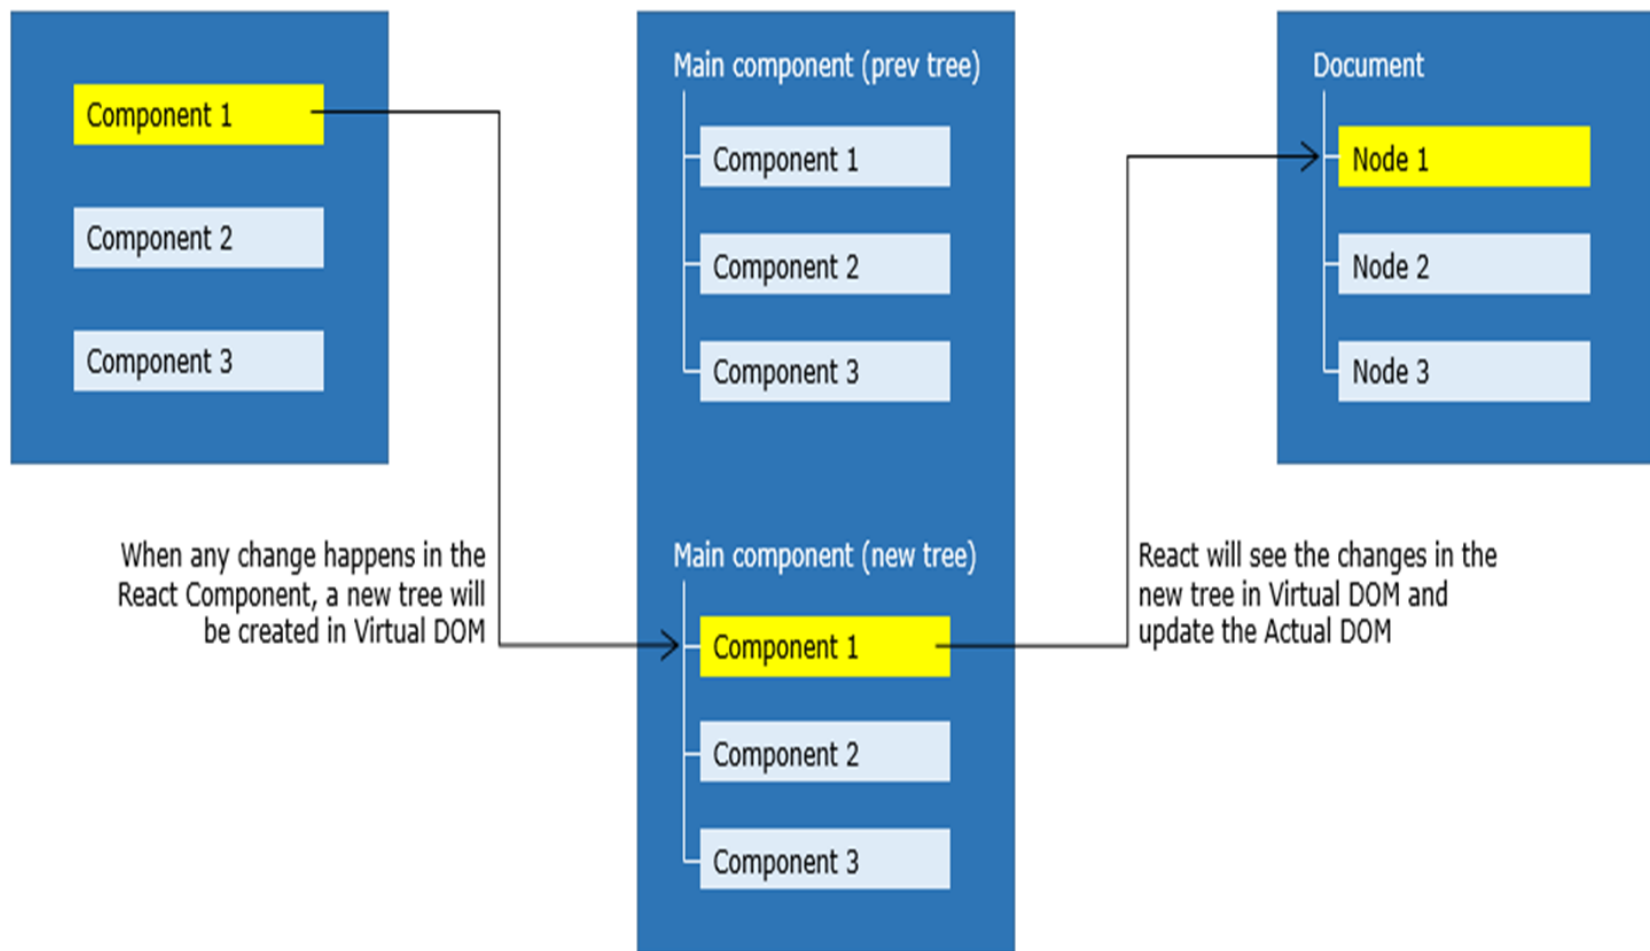 Component 1
Component 2
Component 3
When any change happens in the
React Component, a new tree will
be created in Virtual DOM
Main component (prev tree)
Component 1
Component 2
Component 3
Main component (new tree)
Component 1
Component 2
Component 3
React will see the changes in the
new tree in Virtual DOM and
update the Actual DOM
Document
Node 1
Node 2
Node 3